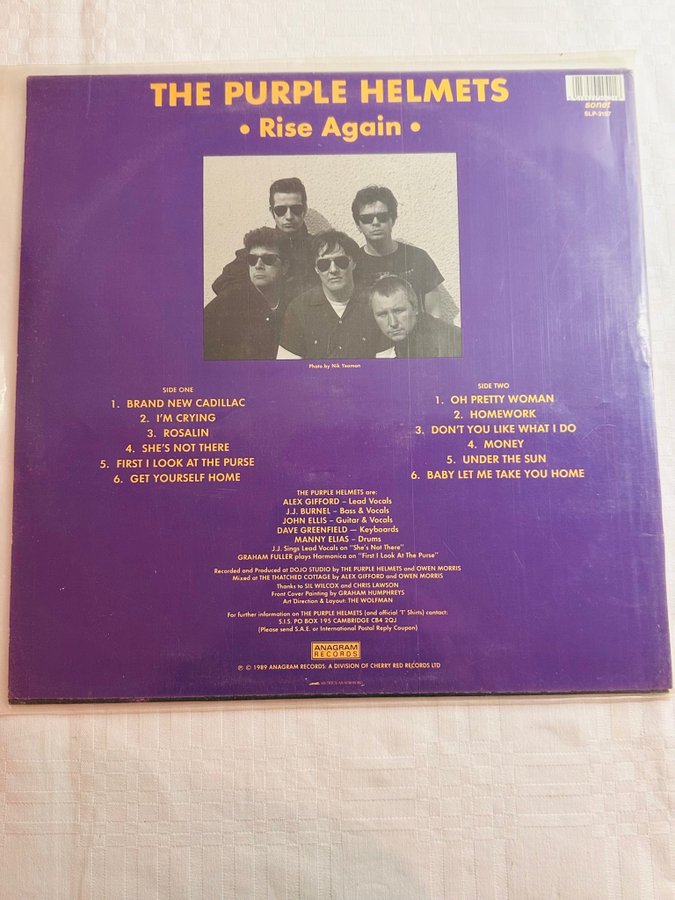 THE PURPLE HELMETS
• Rise Again •
sonet
SLP-3157
Photo by Nik Yeoman
SIDE ONE
1. BRAND NEW CADILLAC
2. I'M CRYING
3. ROSALIN
4. SHE'S NOT THERE
5. FIRST I LOOK AT THE PURSE
6. GET YOURSELF HOME
SIDE TWO
1. OH PRETTY WOMAN
2. HOMEWORK
3. DON'T YOU LIKE WHAT I DO
4. MONEY
5. UNDER THE SUN
6. BABY LET ME TAKE YOU HOME
THE PURPLE HELMETS are:
ALEX GIFFORD – Lead Vocals
J.J. BURNEL – Bass & Vocals
JOHN ELLIS – Guitar & Vocals
DAVE GREENFIELD — Keyboards
MANNY ELIAS – Drums
J.J. Sings Lead Vocals on "She's Not There"
GRAHAM FULLER plays Harmonica on "First I Look At The Purse"
Recorded and Produced at DOJO STUDIO by THE PURPLE HELMETS and OWEN MORRIS
Mixed at THE THATCHED COTTAGE by ALEX GIFFORD and OWEN MORRIS
Thanks to SIL WILCOX and CHRIS LAWSON
Front Cover Painting by GRAHAM HUMPHREYS
Art Direction & Layout: THE WOLFMAN
For further information on THE PURPLE HELMETS (and official 'T' Shirts) contact:
S.I.S. PO BOX 195 CAMBRIDGE CB4 2QJ
(Please send S.A.E. or International Postal Reply Coupon)
ANAGRAM
RECORDS
℗ © 1989 ANAGRAM RECORDS: A DIVISION OF CHERRY RED RECORDS LTD